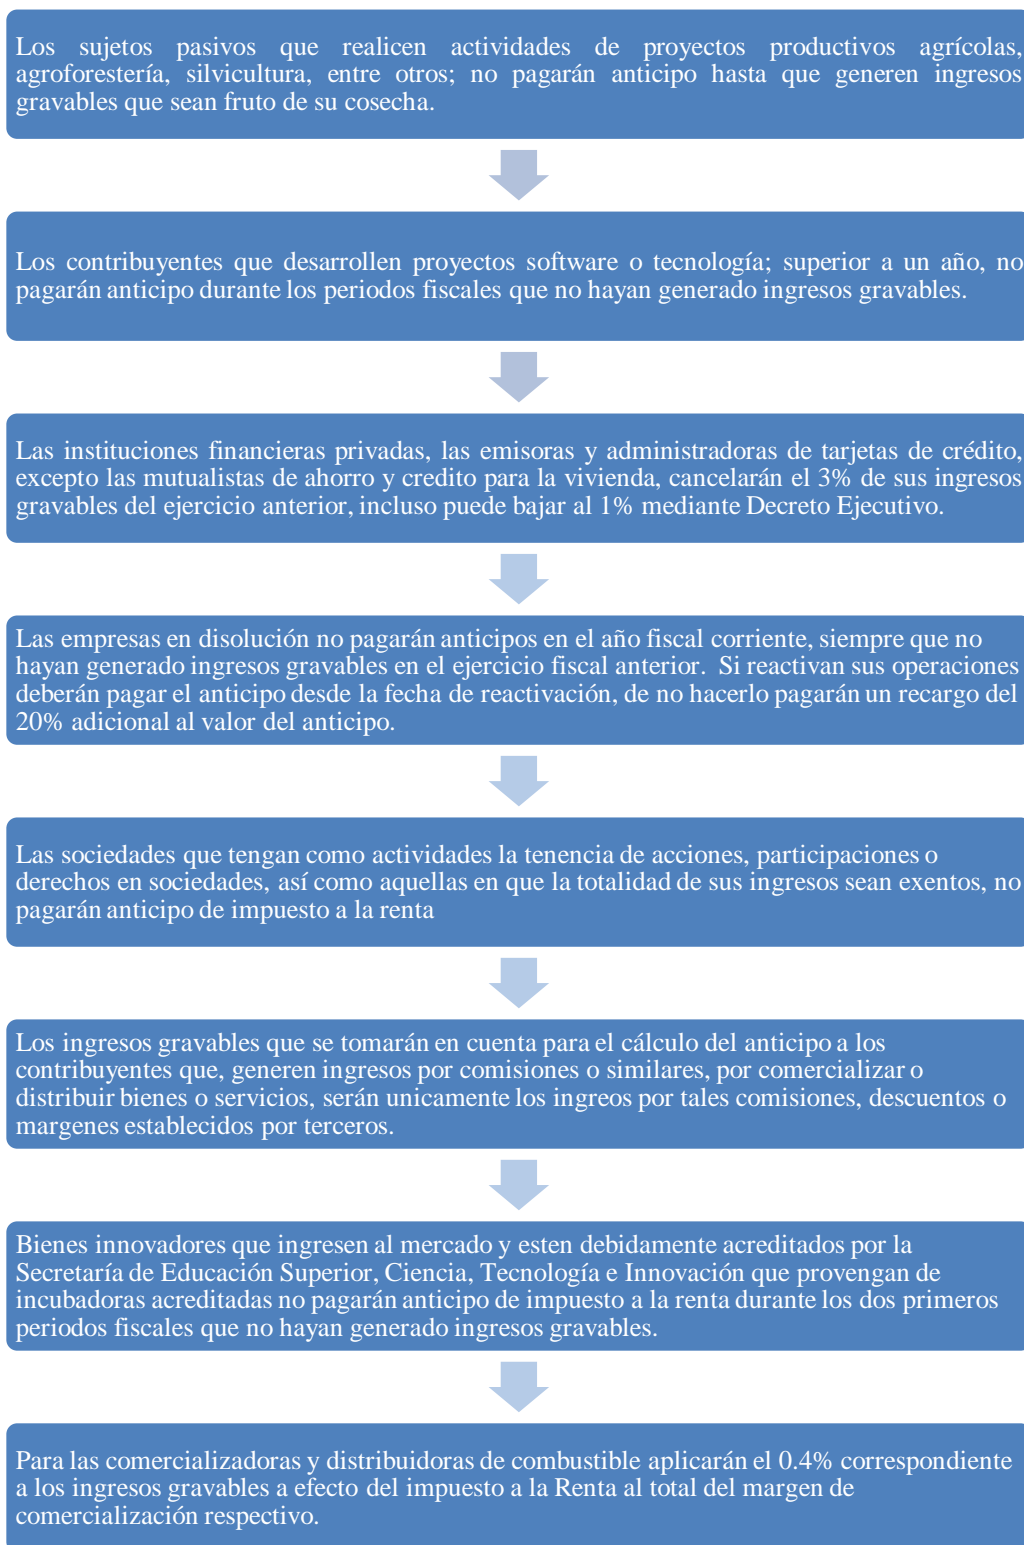 Los sujetos pasivos que realicen actividades de proyectos productivos agrícolas,
agroforestería, silvicultura, entre otros; no pagarán anticipo hasta que generen ingresos
gravables que sean fruto de su cosecha.
Los contribuyentes que desarrollen proyectos software o tecnología; superior a un año, no
pagarán anticipo durante los periodos fiscales que no hayan generado ingresos gravables.
Las instituciones financieras privadas, las emisoras y administradoras de tarjetas de crédito,
excepto las mutualistas de ahorro y credito para la vivienda, cancelarán el 3% de sus ingresos
gravables del ejercicio anterior, incluso puede bajar al 1% mediante Decreto Ejecutivo.
Las empresas en disolución no pagarán anticipos en el año fiscal corriente, siempre que no
hayan generado ingresos gravables en el ejercicio fiscal anterior. Si reactivan sus operaciones
deberán pagar el anticipo desde la fecha de reactivación, de no hacerlo pagarán un recargo del
20% adicional al valor del anticipo.
Las sociedades que tengan como actividades la tenencia de acciones, participaciones o
derechos en sociedades, así como aquellas en que la totalidad de sus ingresos sean exentos, no
pagarán anticipo de impuesto a la renta
Los ingresos gravables que se tomarán en cuenta para el cálculo del anticipo a los
contribuyentes que, generen ingresos por comisiones o similares, por comercializar o
distribuir bienes o servicios, serán unicamente los ingreos por tales comisiones, descuentos o
margenes establecidos por terceros.
Bienes innovadores que ingresen al mercado y esten debidamente acreditados por la
Secretaría de Educación Superior, Ciencia, Tecnología e Innovación que provengan de
incubadoras acreditadas no pagarán anticipo de impuesto a la renta durante los dos primeros
periodos fiscales que no hayan generado ingresos gravables.
Para las comercializadoras y distribuidoras de combustible aplicarán el 0.4% correspondiente
a los ingresos gravables a efecto del impuesto a la Renta al total del margen de
comercialización respectivo.